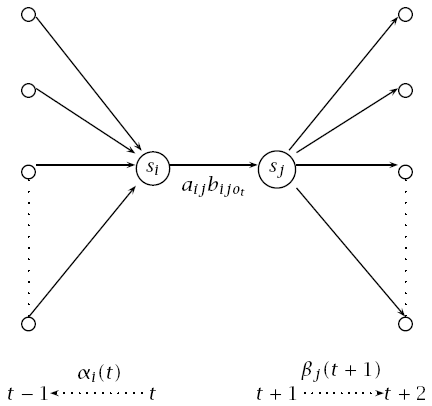 s_i
s_j
a_{ij}b_{ijo_t}
α_i(t)
β_j(t + 1)
t − 1 t t + 1 t + 2